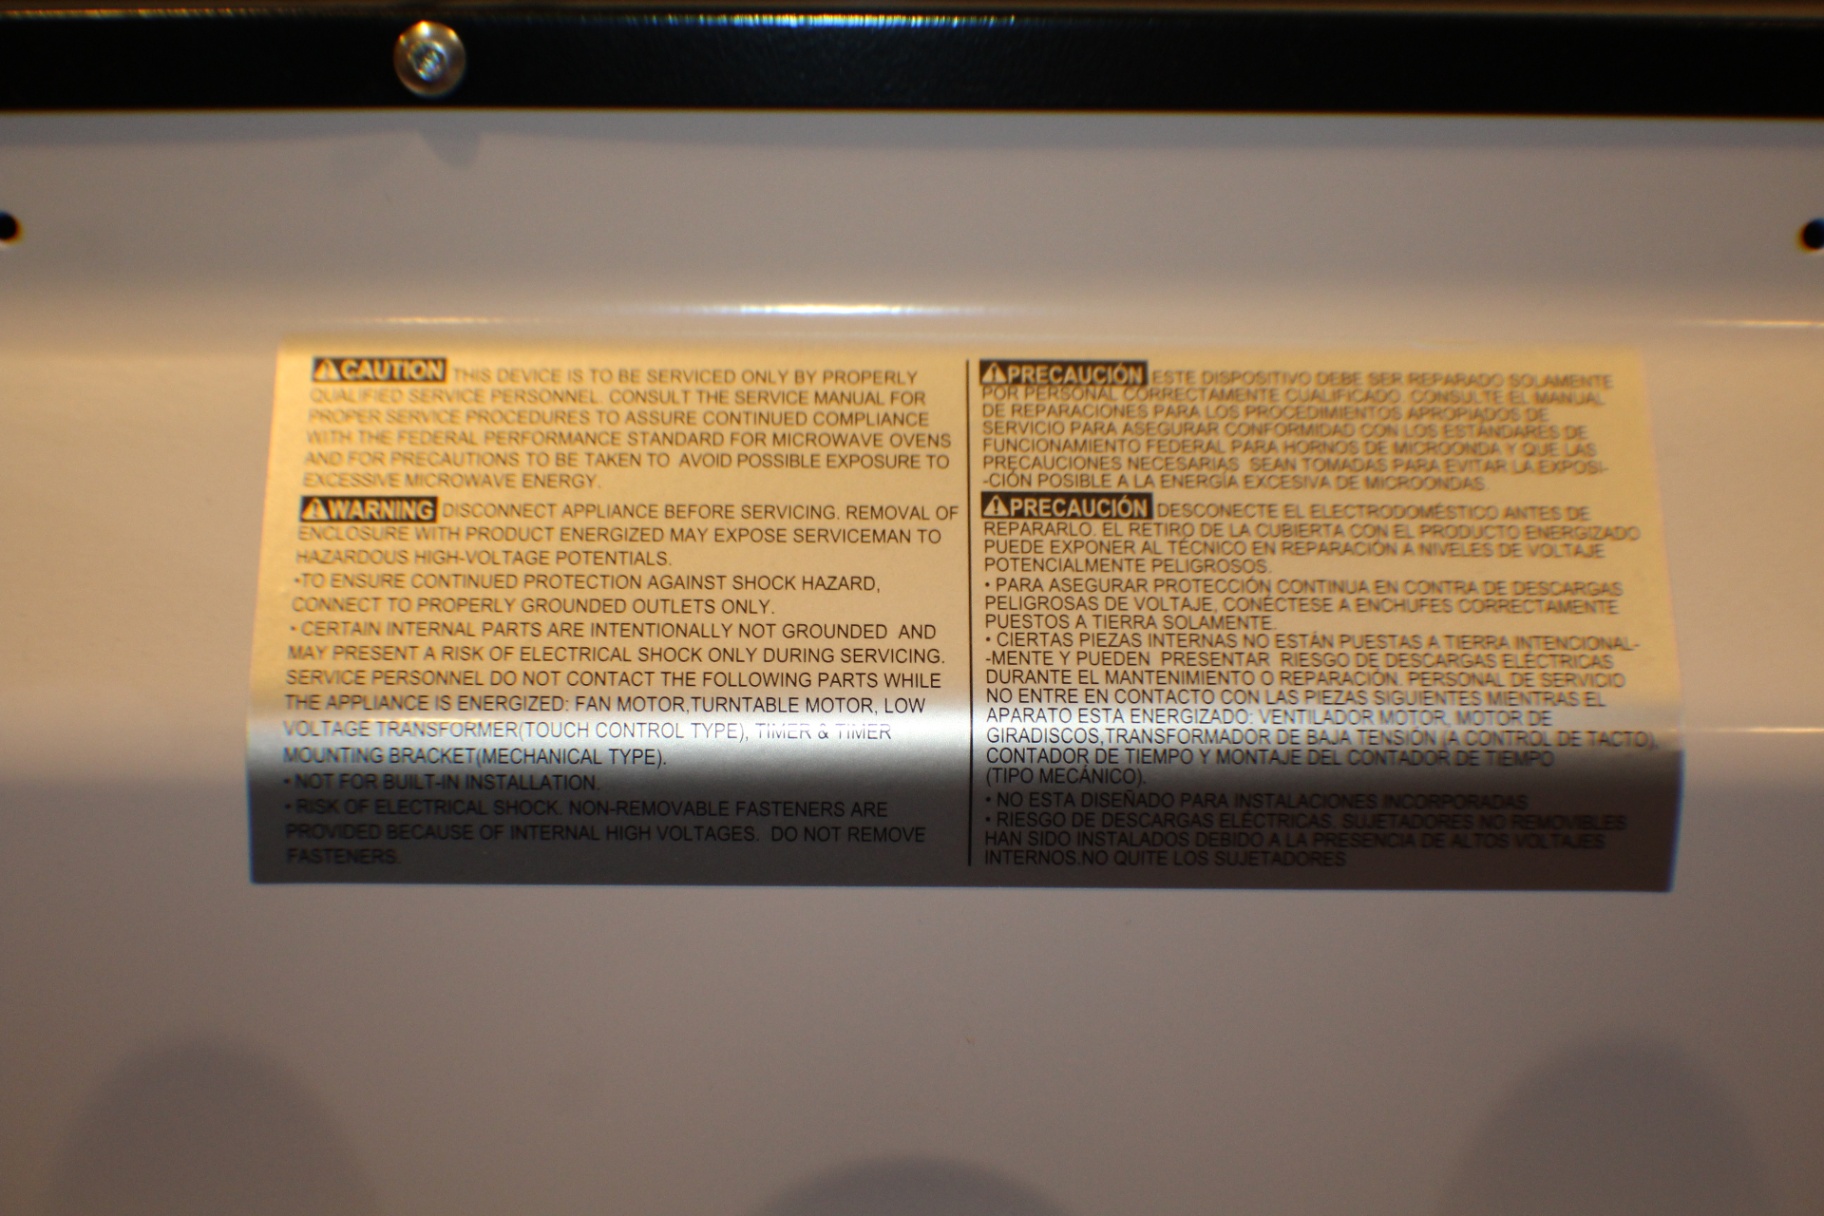 CAUTION THIS DEVICE IS TO BE SERVICED ONLY BY PROPERLY
QUALIFIED SERVICE PERSONNEL. CONSULT THE SERVICE MANUAL FOR
PROPER SERVICE PROCEDURES TO ASSURE CONTINUED COMPLIANCE
WITH THE FEDERAL PERFORMANCE STANDARD FOR MICROWAVE OVENS
AND FOR PRECAUTIONS TO BE TAKEN TO AVOID POSSIBLE EXPOSURE TO
EXCESSIVE MICROWAVE ENERGY.
WARNING DISCONNECT APPLIANCE BEFORE SERVICING. REMOVAL OF
ENCLOSURE WITH PRODUCT ENERGIZED MAY EXPOSE SERVICEMAN TO
HAZARDOUS HIGH-VOLTAGE POTENTIALS.
•TO ENSURE CONTINUED PROTECTION AGAINST SHOCK HAZARD,
CONNECT TO PROPERLY GROUNDED OUTLETS ONLY.
• CERTAIN INTERNAL PARTS ARE INTENTIONALLY NOT GROUNDED AND
MAY PRESENT A RISK OF ELECTRICAL SHOCK ONLY DURING SERVICING.
SERVICE PERSONNEL DO NOT CONTACT THE FOLLOWING PARTS WHILE
THE APPLIANCE IS ENERGIZED: FAN MOTOR,TURNTABLE MOTOR, LOW
VOLTAGE TRANSFORMER(TOUCH CONTROL TYPE), TIMER & TIMER
MOUNTING BRACKET(MECHANICAL TYPE).
• NOT FOR BUILT-IN INSTALLATION.
• RISK OF ELECTRICAL SHOCK. NON-REMOVABLE FASTENERS ARE
PROVIDED BECAUSE OF INTERNAL HIGH VOLTAGES. DO NOT REMOVE
FASTENERS.
PRECAUCIÓN ESTE DISPOSITIVO DEBE SER REPARADO SOLAMENTE
POR PERSONAL CORRECTAMENTE CUALIFICADO. CONSULTE EL MANUAL
DE REPARACIONES PARA LOS PROCEDIMIENTOS APROPIADOS DE
SERVICIO PARA ASEGURAR CONFORMIDAD CON LOS ESTÁNDARES DE
FUNCIONAMIENTO FEDERAL PARA HORNOS DE MICROONDA Y QUE LAS
PRECAUCIONES NECESARIAS SEAN TOMADAS PARA EVITAR LA EXPOSI-
-CIÓN POSIBLE A LA ENERGÍA EXCESIVA DE MICROONDAS.
PRECAUCIÓN DESCONECTE EL ELECTRODOMÉSTICO ANTES DE
REPARARLO. EL RETIRO DE LA CUBIERTA CON EL PRODUCTO ENERGIZADO
PUEDE EXPONER AL TÉCNICO EN REPARACIÓN A NIVELES DE VOLTAJE
POTENCIALMENTE PELIGROSOS.
• PARA ASEGURAR PROTECCIÓN CONTINUA EN CONTRA DE DESCARGAS
PELIGROSAS DE VOLTAJE, CONÉCTESE A ENCHUFES CORRECTAMENTE
PUESTOS A TIERRA SOLAMENTE.
• CIERTAS PIEZAS INTERNAS NO ESTÁN PUESTAS A TIERRA INTENCIONAL-
-MENTE Y PUEDEN PRESENTAR RIESGO DE DESCARGAS ELÉCTRICAS
DURANTE EL MANTENIMIENTO O REPARACIÓN. PERSONAL DE SERVICIO
NO ENTRE EN CONTACTO CON LAS PIEZAS SIGUIENTES MIENTRAS EL
APARATO ESTA ENERGIZADO: VENTILADOR MOTOR, MOTOR DE
GIRADISCOS,TRANSFORMADOR DE BAJA TENSIÓN (A CONTROL DE TACTO),
CONTADOR DE TIEMPO Y MONTAJE DEL CONTADOR DE TIEMPO
(TIPO MECÁNICO).
• NO ESTA DISEÑADO PARA INSTALACIONES INCORPORADAS
• RIESGO DE DESCARGAS ELÉCTRICAS. SUJETADORES NO REMOVIBLES
HAN SIDO INSTALADOS DEBIDO A LA PRESENCIA DE ALTOS VOLTAJES
INTERNOS.NO QUITE LOS SUJETADORES